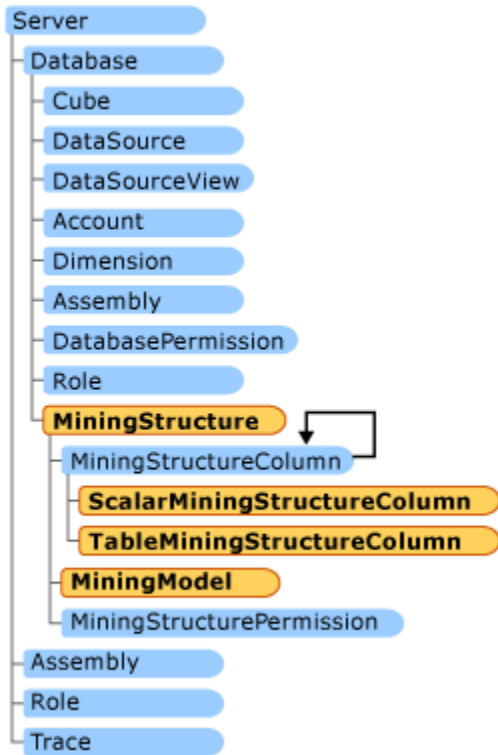 Server
Database
Cube
DataSource
DataSourceView
Account
Dimension
Assembly
DatabasePermission
Role
MiningStructure
MiningStructureColumn
ScalarMiningStructureColumn
TableMiningStructureColumn
MiningModel
MiningStructurePermission
Assembly
Role
Trace